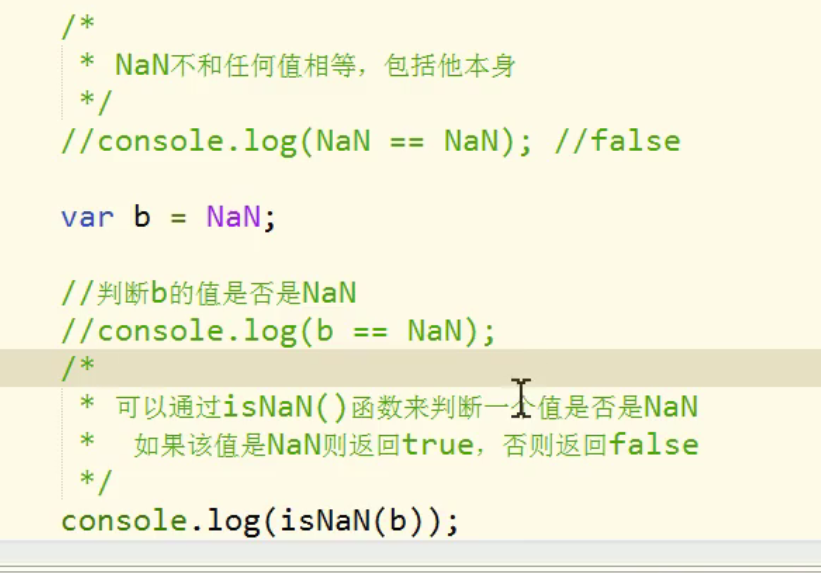 /*
 * NaN不和任何值相等，包括他本身
 */
//console.log(NaN == NaN); //false
var b = NaN;
//判断b的值是否是NaN
//console.log(b == NaN);
/*
 * 可以通过isNaN()函数来判断一个值是否是NaN
 *  如果该值是NaN则返回true，否则返回false
 */
console.log(isNaN(b));